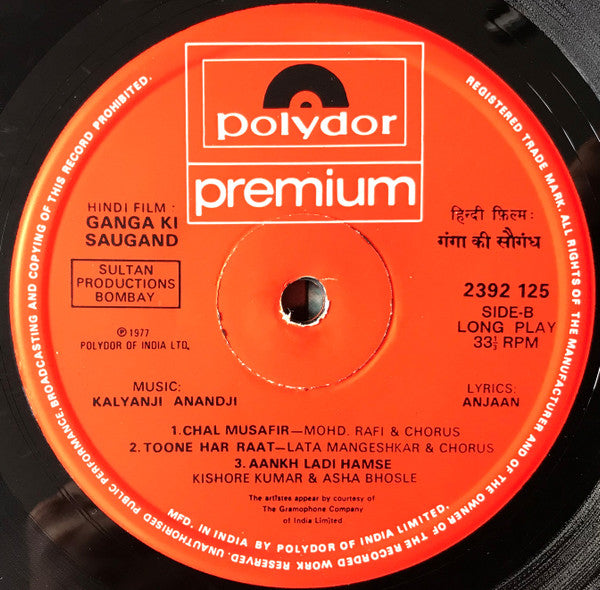 polydor
premium
HINDI FILM:
GANGA KI
SAUGAND
SULTAN
PRODUCTIONS
BOMBAY
℗ 1977
POLYDOR OF INDIA LTD.
हिन्दी फ़िल्म:
गंगा की सौगंध
2392 125
SIDE-B
LONG PLAY
33⅓ RPM
MUSIC:
KALYANJI ANANDJI
LYRICS:
ANJAAN
1.CHAL MUSAFIR—MOHD. RAFI & CHORUS
2.TOONE HAR RAAT—LATA MANGESHKAR & CHORUS
3.AANKH LADI HAMSE
KISHORE KUMAR & ASHA BHOSLE
The artistes appear by courtesy of
The Gramophone Company
of India Limited
MFD. IN INDIA BY POLYDOR OF INDIA LIMITED.
REGISTERED TRADE MARK. ALL RIGHTS OF THE MANUFACTURER AND OF THE OWNER OF THE RECORDED WORK RESERVED. UNAUTHORISED PUBLIC PERFORMANCE, BROADCASTING AND COPYING OF THIS RECORD PROHIBITED.